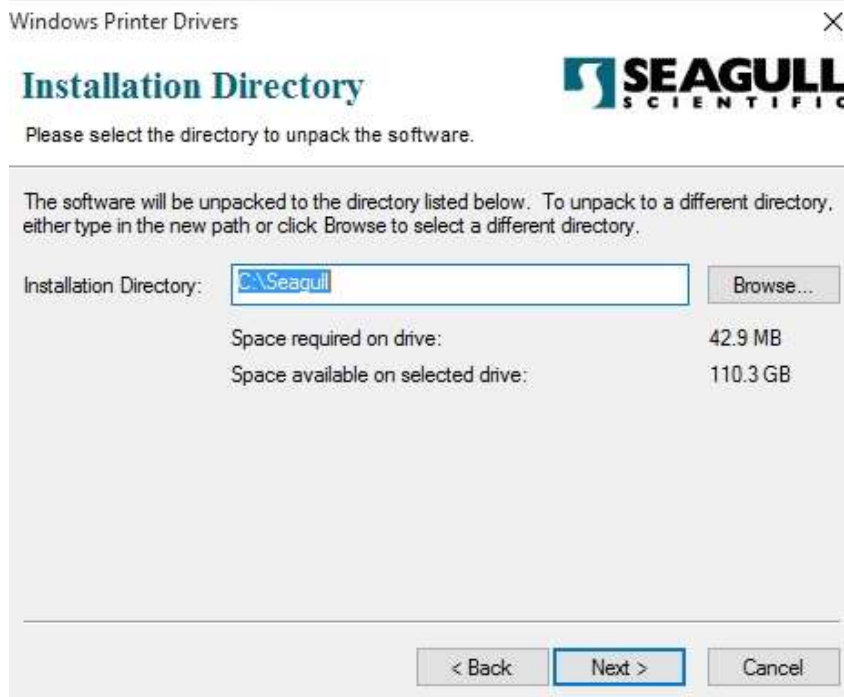 Windows Printer Drivers
Installation Directory
SEAGULL
SCIENTIFIC
Please select the directory to unpack the software.
The software will be unpacked to the directory listed below.  To unpack to a different directory,
either type in the new path or click Browse to select a different directory.
Installation Directory: C:\Seagull Browse...
Space required on drive: 42.9 MB
Space available on selected drive: 110.3 GB
< Back Next > Cancel